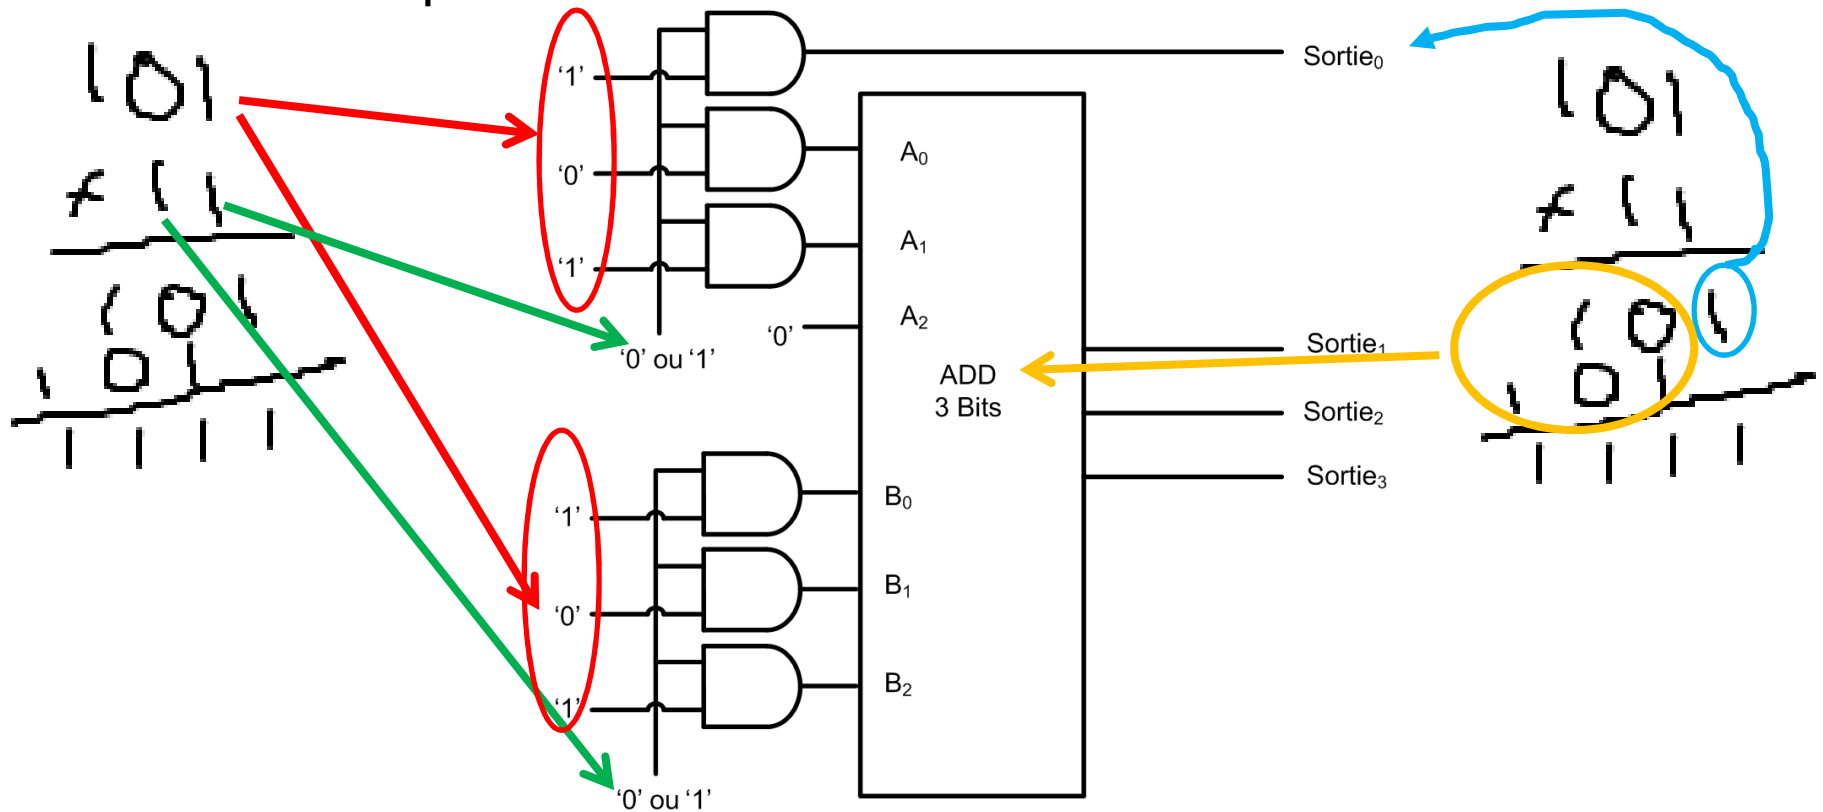 101
x 11
101
101
1111
'1'
'0'
'1'
'0' ou '1'
'0'
'1'
'0'
'1'
'0' ou '1'
A0
A1
A2
ADD
3 Bits
B0
B1
B2
Sortie0
Sortie1
Sortie2
Sortie3
101
x 11
101
101
1111